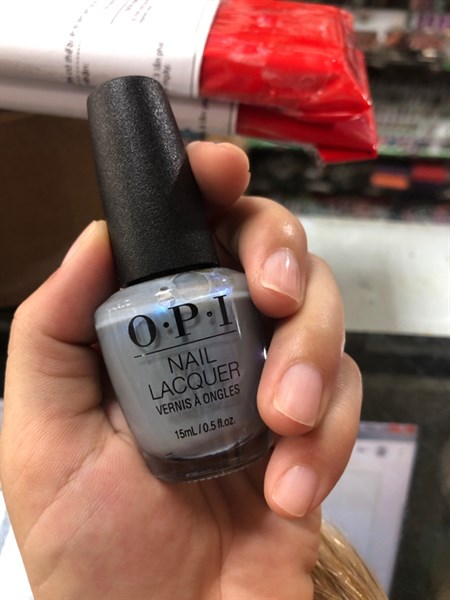 O·P·I
NAIL
LACQUER
VERNIS À ONGLES
15mL/0.5 fl.oz.